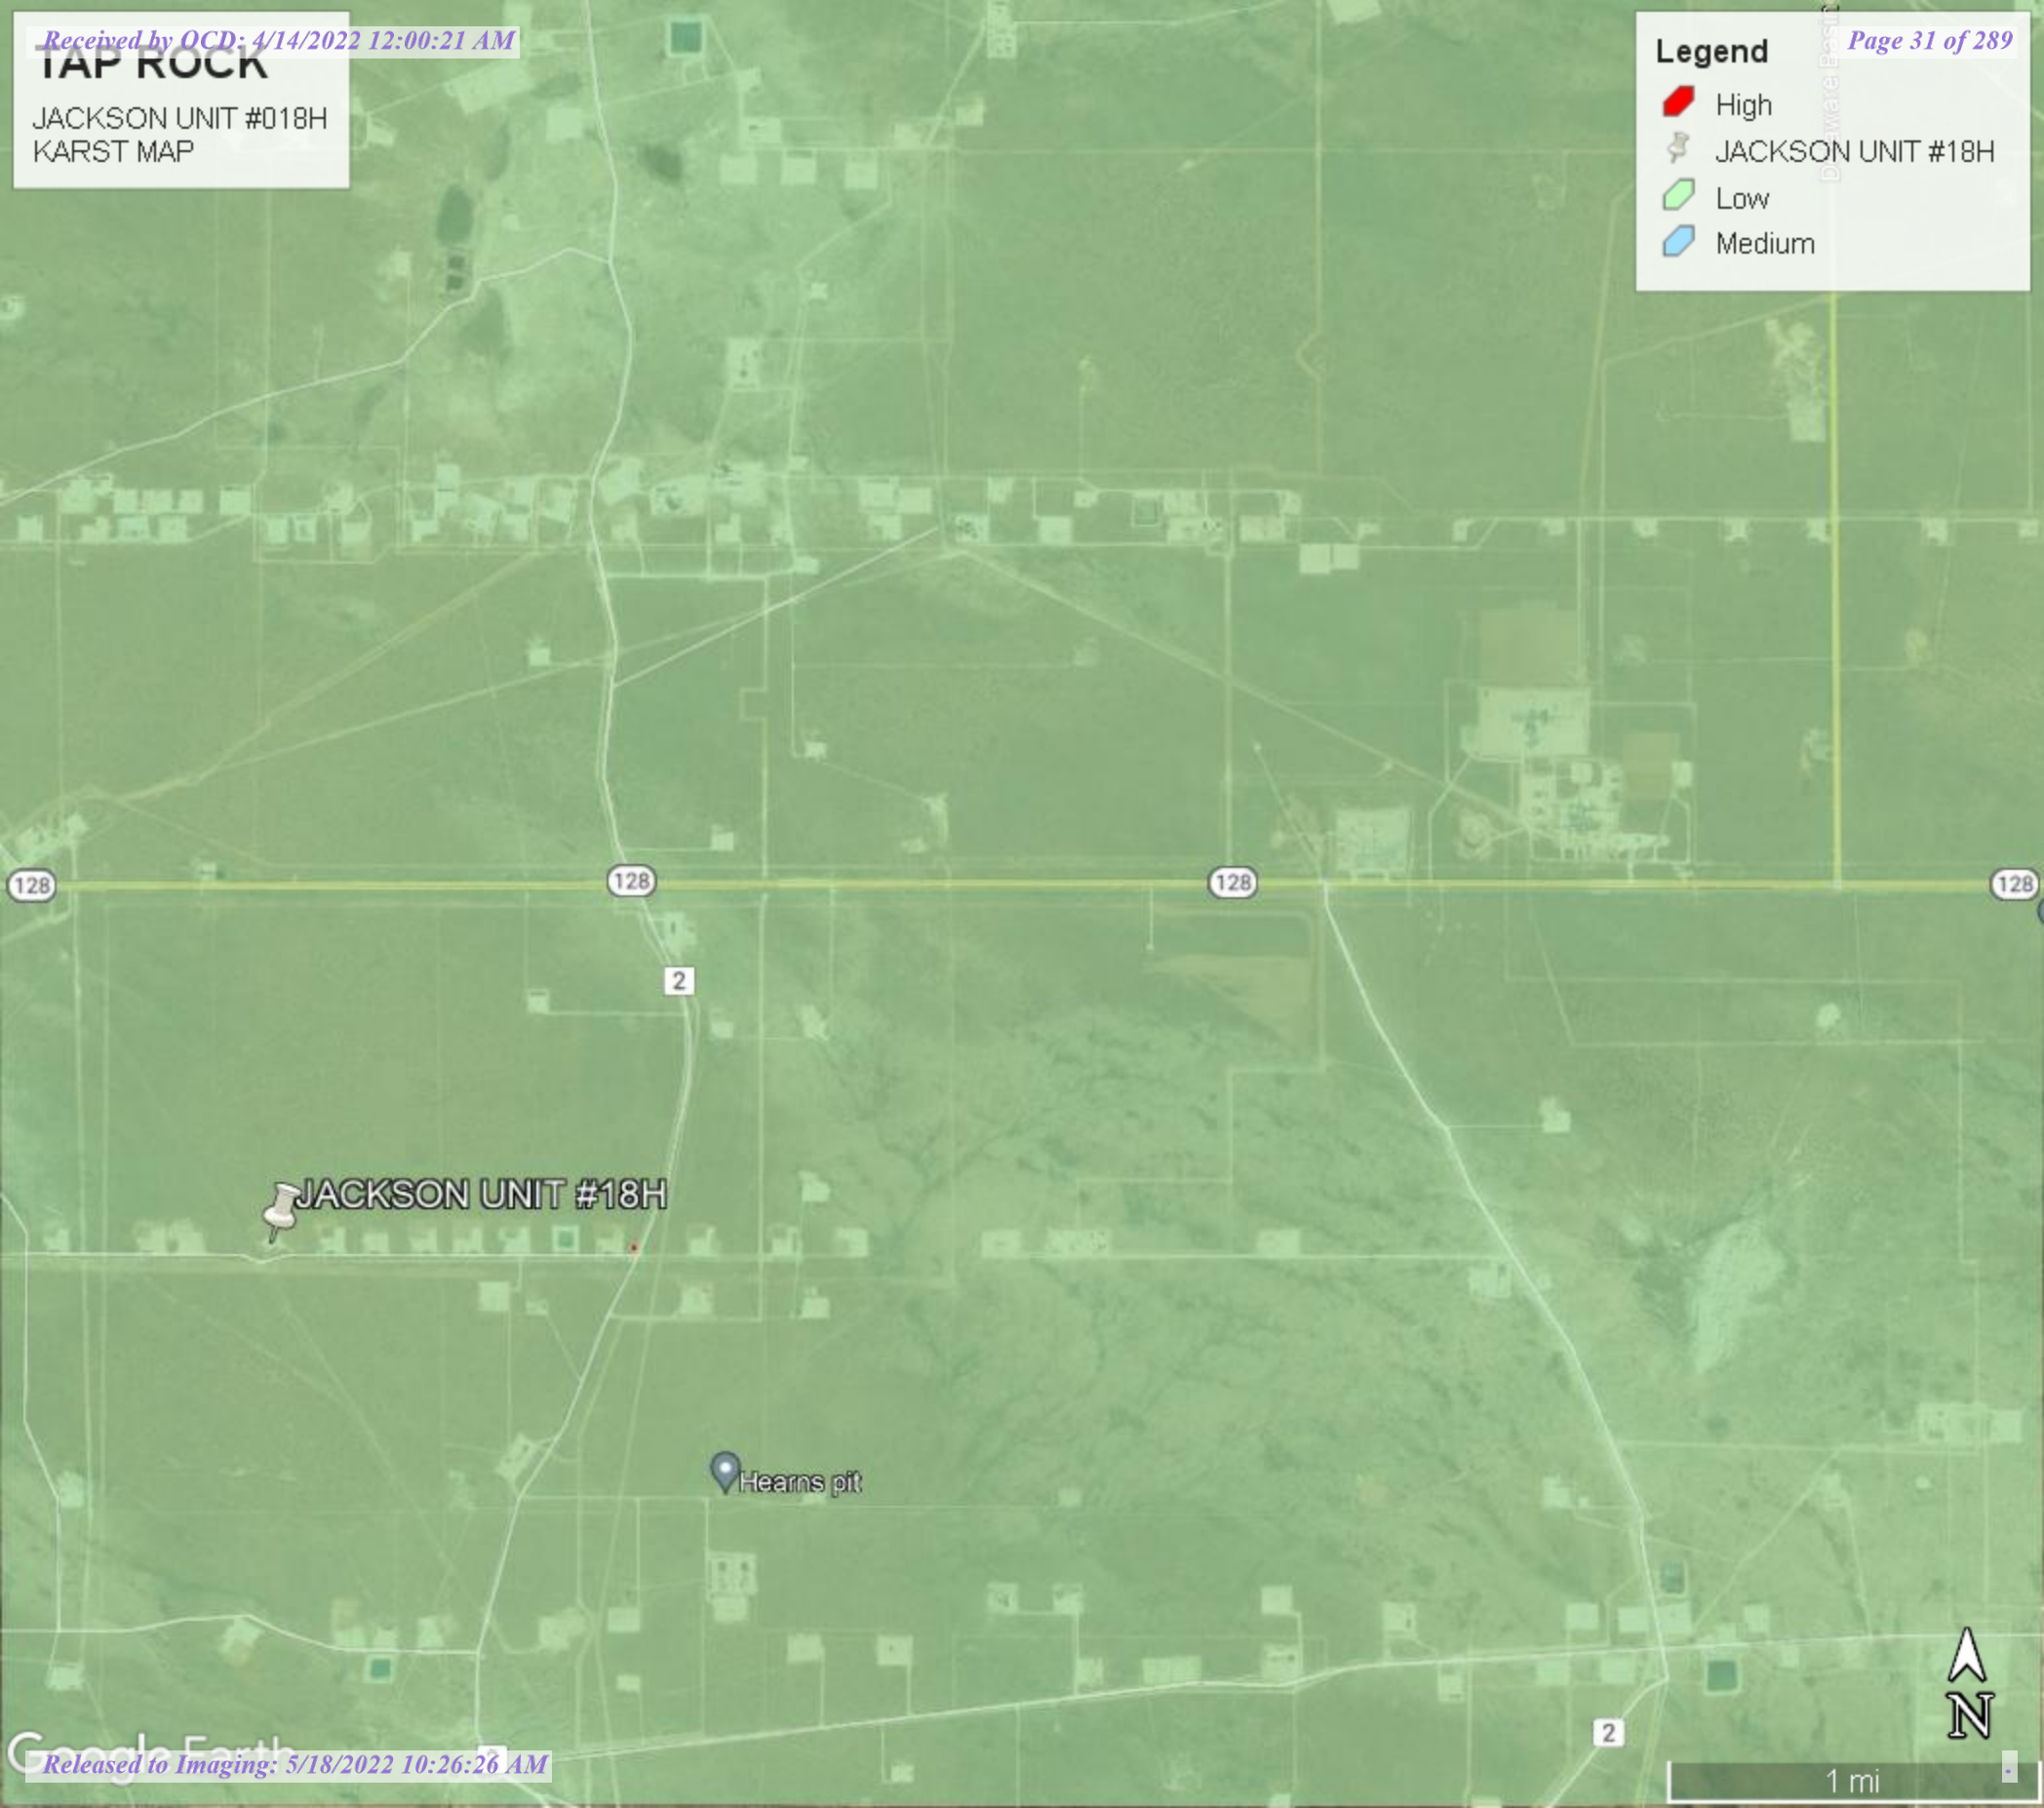 Received by OCD: 4/14/2022 12:00:21 AM
Page 31 of 289
TAP ROCK
JACKSON UNIT #018H
KARST MAP
Legend
High
JACKSON UNIT #18H
Low
Medium
Delaware Basin
128
128
128
128
2
JACKSON UNIT #18H
Hearns pit
2
N
Google Earth
1 mi
Released to Imaging: 5/18/2022 10:26:26 AM